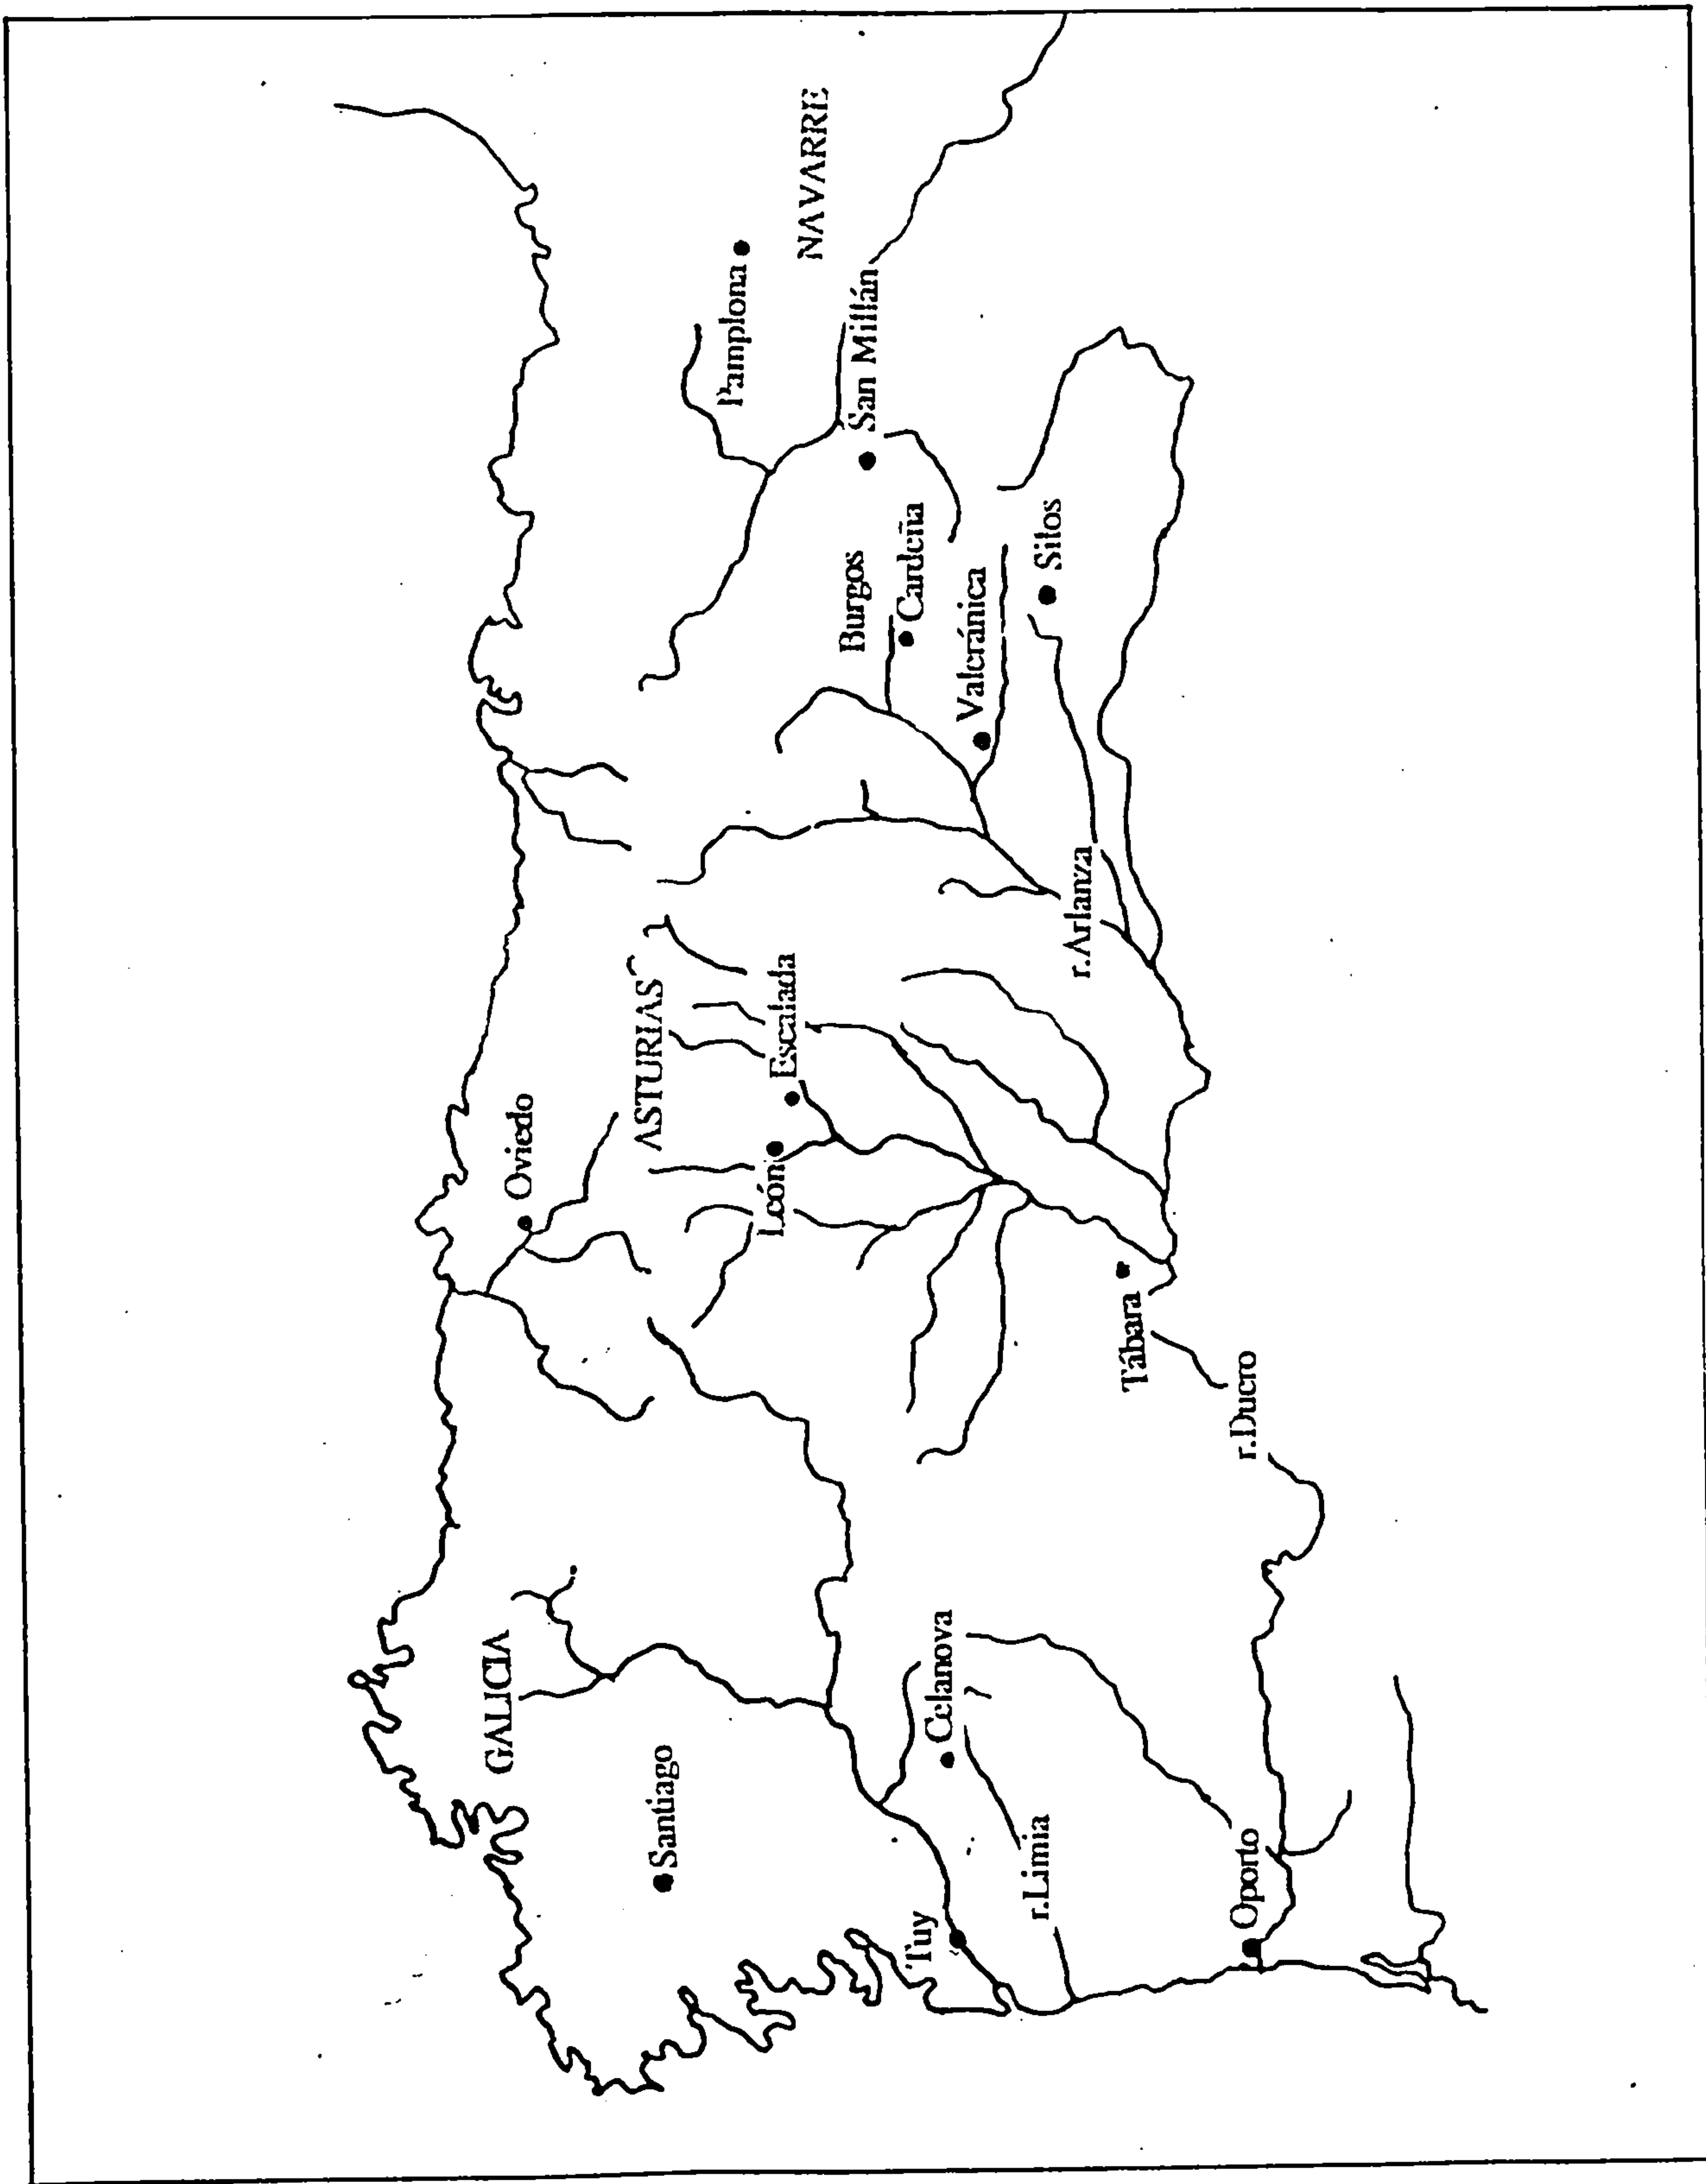 GALICIA
Santiago
Tuy
Celanova
?
r.Limia
Oporto
Oviedo
ASTURIAS
León
Escalada
Tábara
r.Duero
r.Arlanza
Burgos
Cardeña
Valeránica
Silos
San Millán
Pamplona
NAVARRE